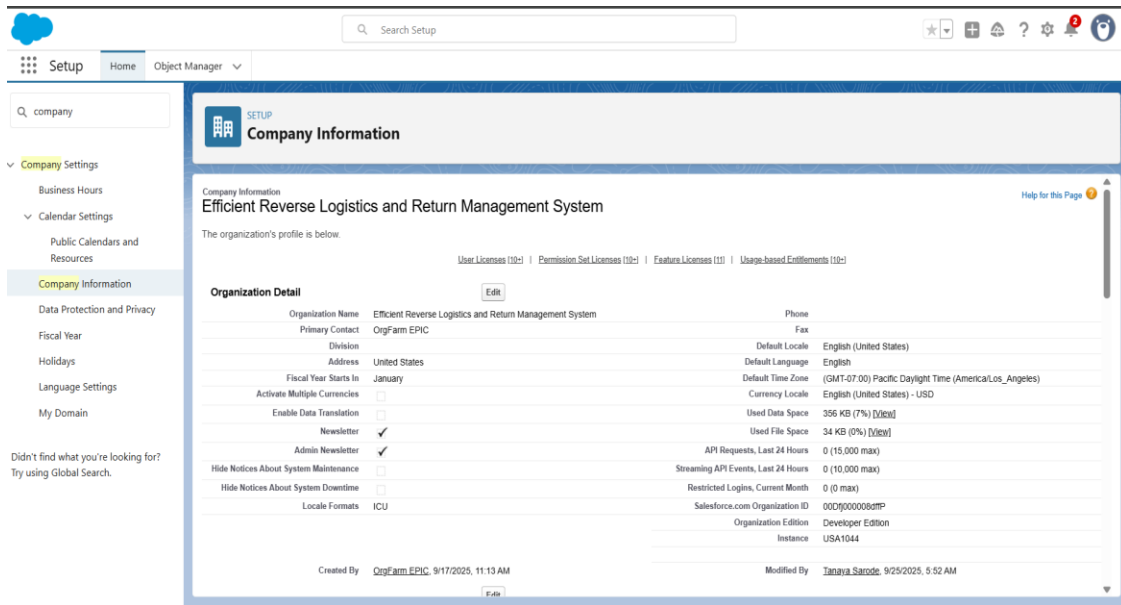 Search Setup
2
Setup
Home
Object Manager
company
Company Settings
Business Hours
Calendar Settings
Public Calendars and
Resources
Company Information
Data Protection and Privacy
Fiscal Year
Holidays
Language Settings
My Domain
Didn't find what you're looking for?
Try using Global Search.
SETUP
Company Information
Company Information
Efficient Reverse Logistics and Return Management System
Help for this Page
The organization's profile is below.
User Licenses [10+] | Permission Set Licenses [10+] | Feature Licenses [11] | Usage-based Entitlements [10+]
Organization Detail Edit
Organization Name Efficient Reverse Logistics and Return Management System Phone
Primary Contact OrgFarm EPIC Fax
Division Default Locale English (United States)
Address United States Default Language English
Fiscal Year Starts In January Default Time Zone (GMT-07:00) Pacific Daylight Time (America/Los_Angeles)
Activate Multiple Currencies Currency Locale English (United States) - USD
Enable Data Translation Used Data Space 356 KB (7%) [View]
Newsletter ✓ Used File Space 34 KB (0%) [View]
Admin Newsletter ✓ API Requests, Last 24 Hours 0 (15,000 max)
Hide Notices About System Maintenance Streaming API Events, Last 24 Hours 0 (10,000 max)
Hide Notices About System Downtime Restricted Logins, Current Month 0 (0 max)
Locale Formats ICU Salesforce.com Organization ID
Organization Edition Developer Edition
Instance USA1044
Created By OrgFarm EPIC, 9/17/2025, 11:13 AM Modified By Tanaya Sarode, 9/25/2025, 5:52 AM
Edit